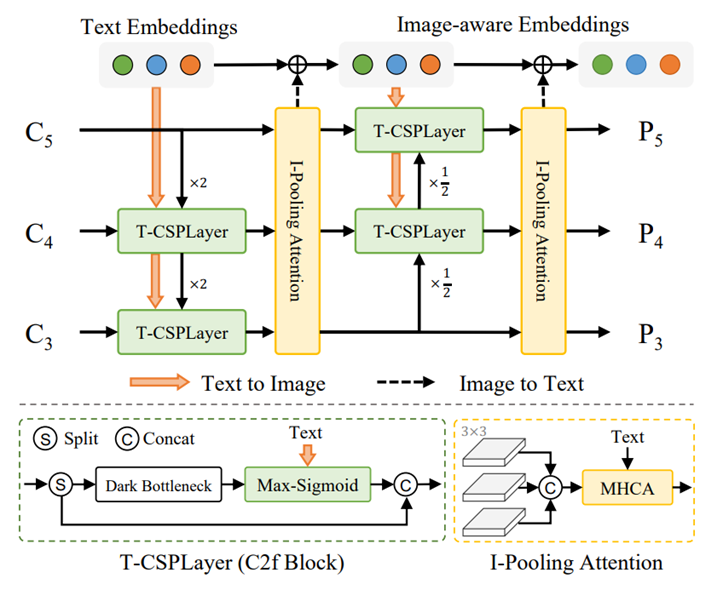 Text Embeddings
Image-aware Embeddings
C5
T-CSPLayer
P5
×2
×1/2
I-Pooling Attention
I-Pooling Attention
C4
T-CSPLayer
T-CSPLayer
P4
×2
×1/2
C3
T-CSPLayer
P3
Text to Image
Image to Text
S Split
C Concat
Text
3×3
Text
S
Dark Bottleneck
Max-Sigmoid
C
C
MHCA
T-CSPLayer (C2f Block)
I-Pooling Attention